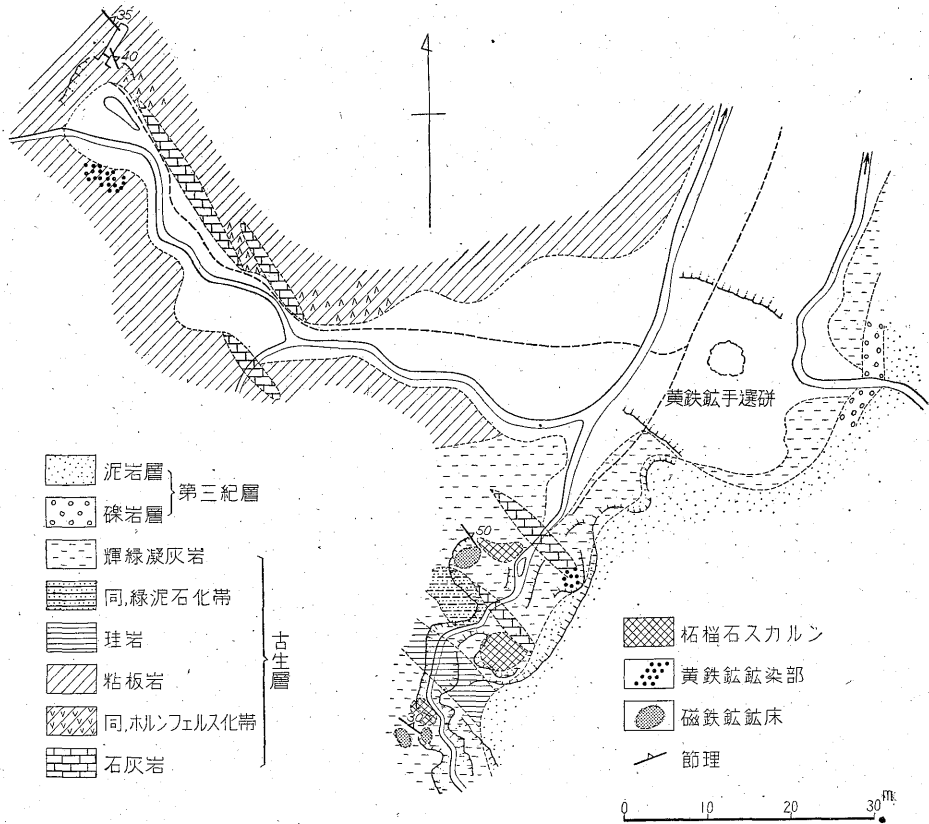 35
40
黄鉄鉱手選研
50
泥岩層
第三紀層
礫岩層
輝緑凝灰岩
同,緑泥石化帯
珪岩
粘板岩
同,ホルンフェルス化帯
石灰岩
古生層
柘榴石スカルン
黄鉄鉱鉱染部
磁鉄鉱鉱床
節理
0 10 20 30 m